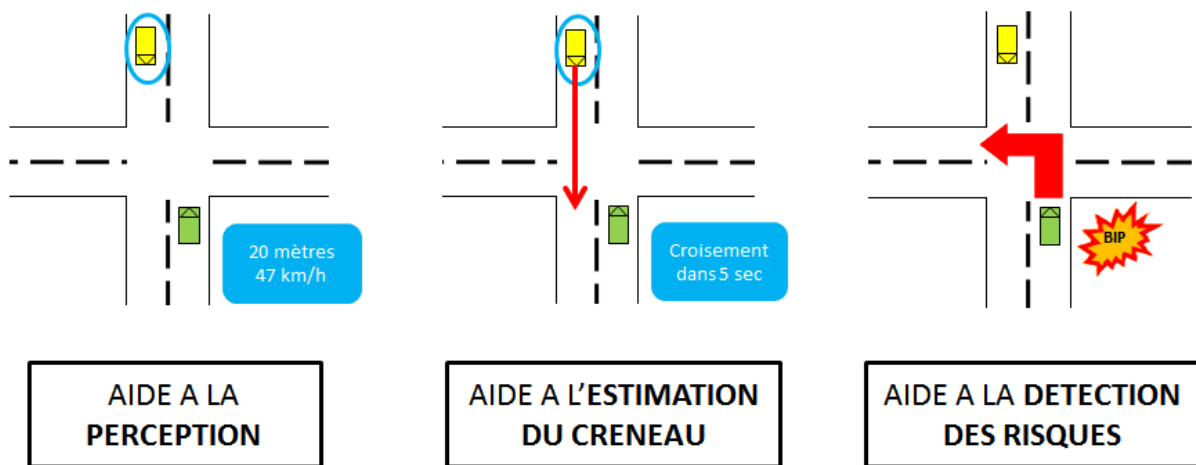 20 mètres
47 km/h
Croisement
dans 5 sec
BIP
AIDE A LA
PERCEPTION
AIDE A L'ESTIMATION
DU CRENEAU
AIDE A LA DETECTION
DES RISQUES